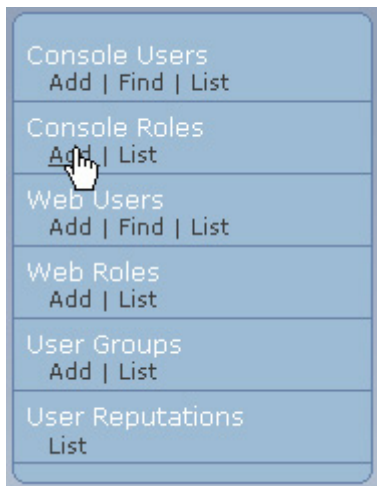 Console Users
Add | Find | List
Console Roles
Add | List
Web Users
Add | Find | List
Web Roles
Add | List
User Groups
Add | List
User Reputations
List